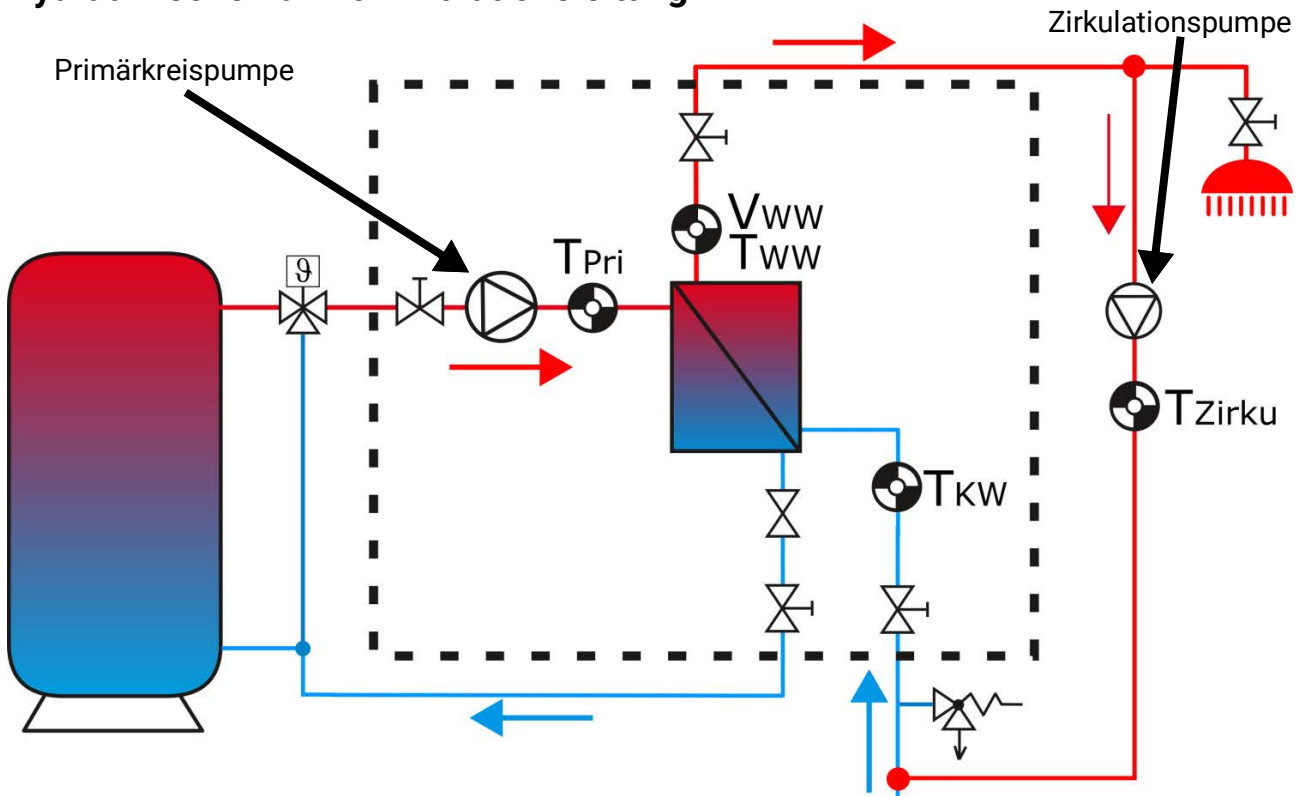 Zirkulationspumpe
Primärkreispumpe
VWW
TWW
TPri
ϑ
TZirku
TKW